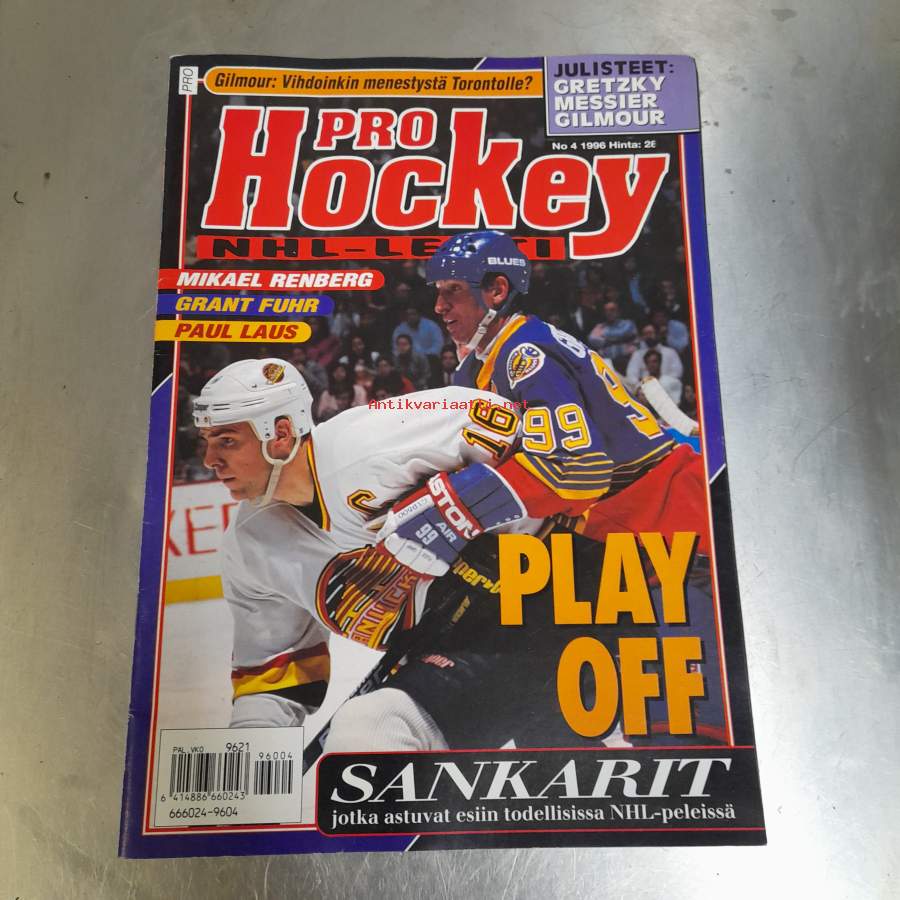 PRO
Gilmour: Vihdoinkin menestystä Torontolle?
JULISTEET:
GRETZKY
MESSIER
GILMOUR
PRO
Hockey
No 4 1996 Hinta: 28
MIKAEL RENBERG
GRANT FUHR
PAUL LAUS
BLUES
Antikvariaatti.net
16
99
C
99
AIR
PLAY
OFF
PAL. VKO 9621
96004
6 414886 660243
666024-9604
SANKARIT
jotka astuvat esiin todellisissa NHL-peleissä